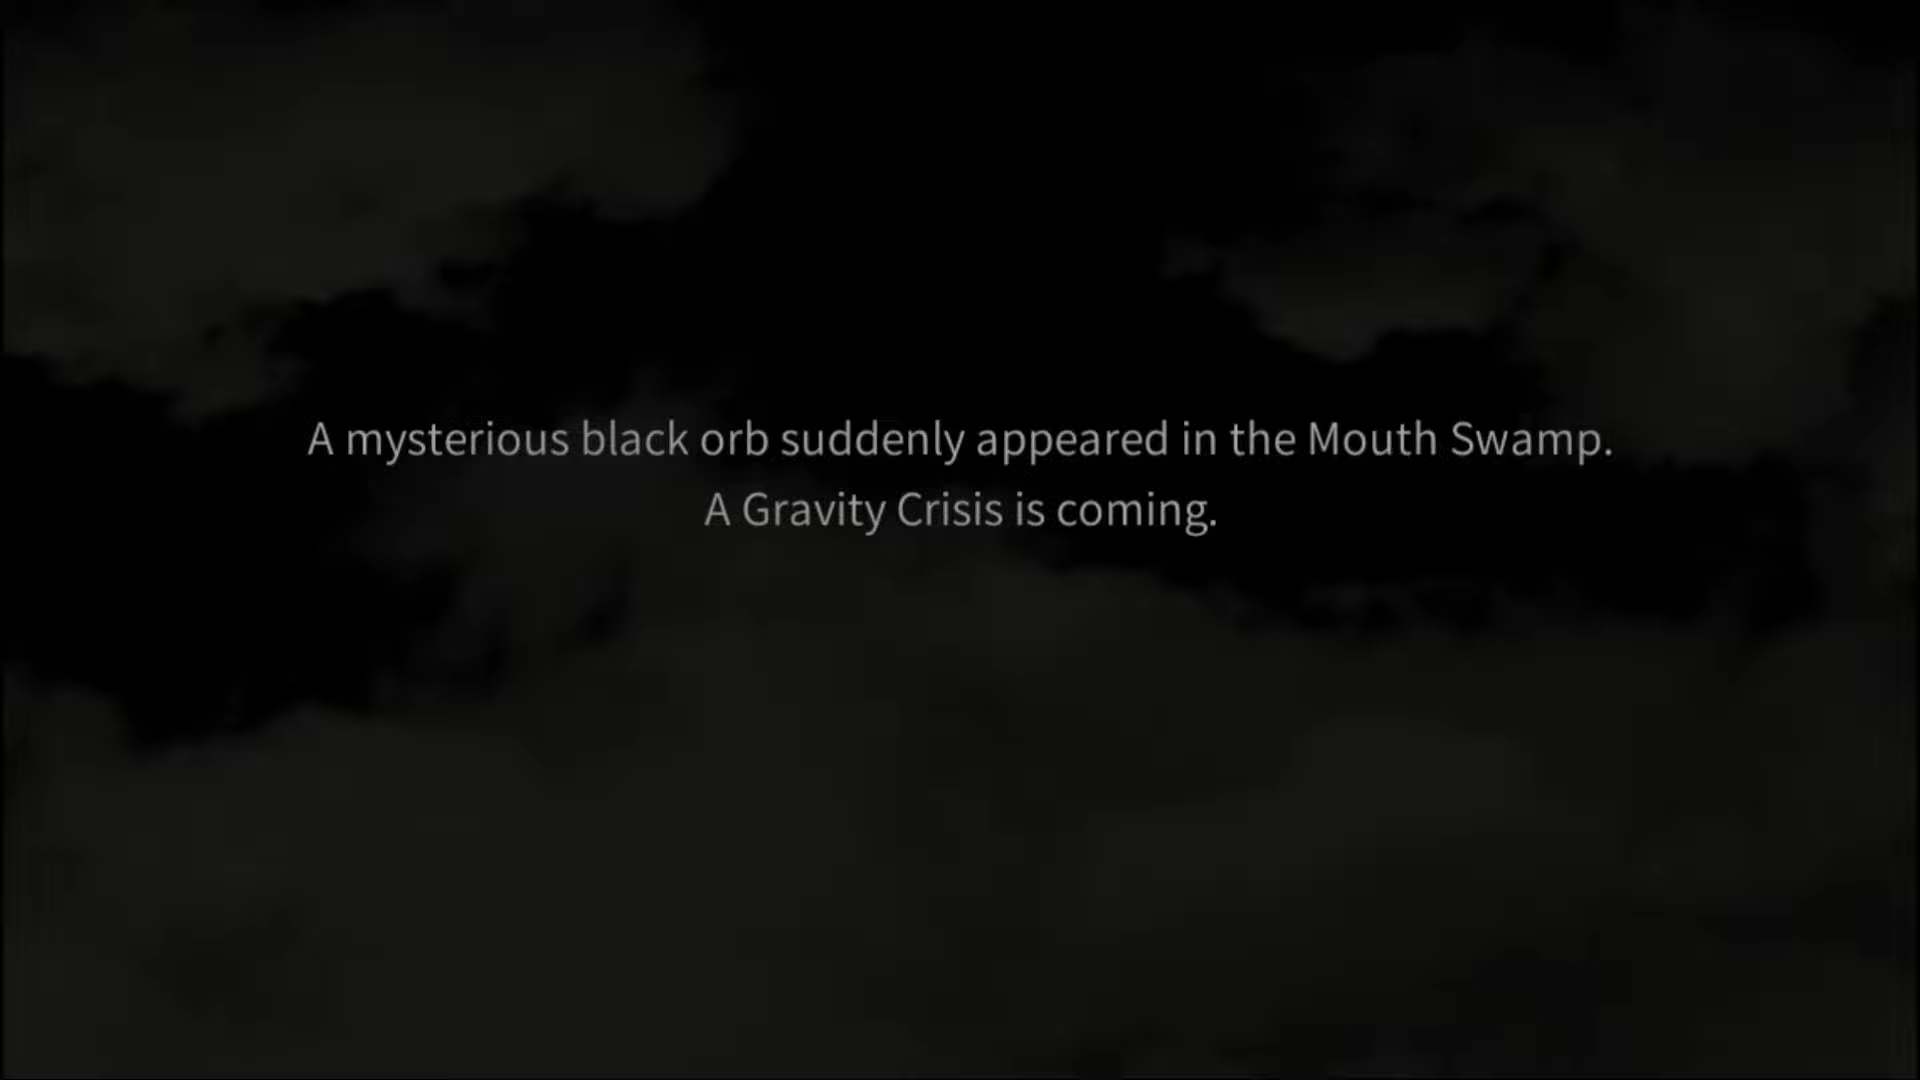 A mysterious black orb suddenly appeared in the Mouth Swamp.
A Gravity Crisis is coming.